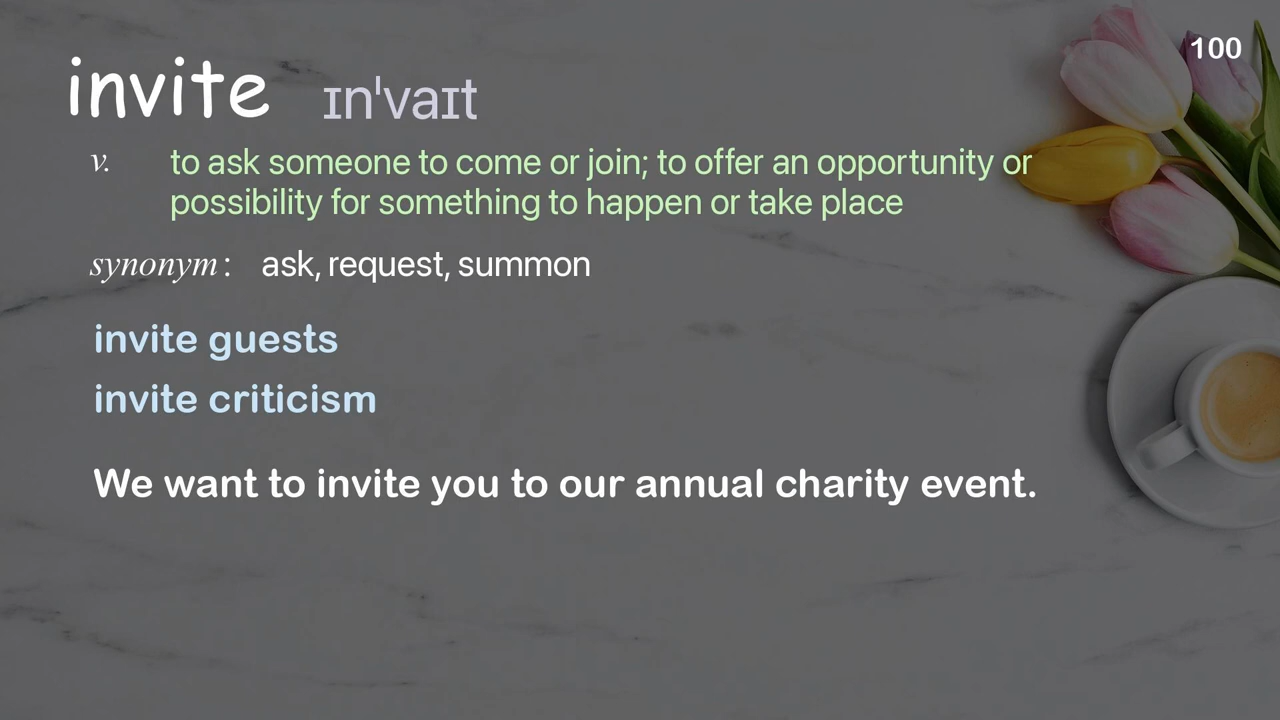 100
invite ɪn'vaɪt
v. to ask someone to come or join; to offer an opportunity or
possibility for something to happen or take place
synonym : ask, request, summon
invite guests
invite criticism
We want to invite you to our annual charity event.